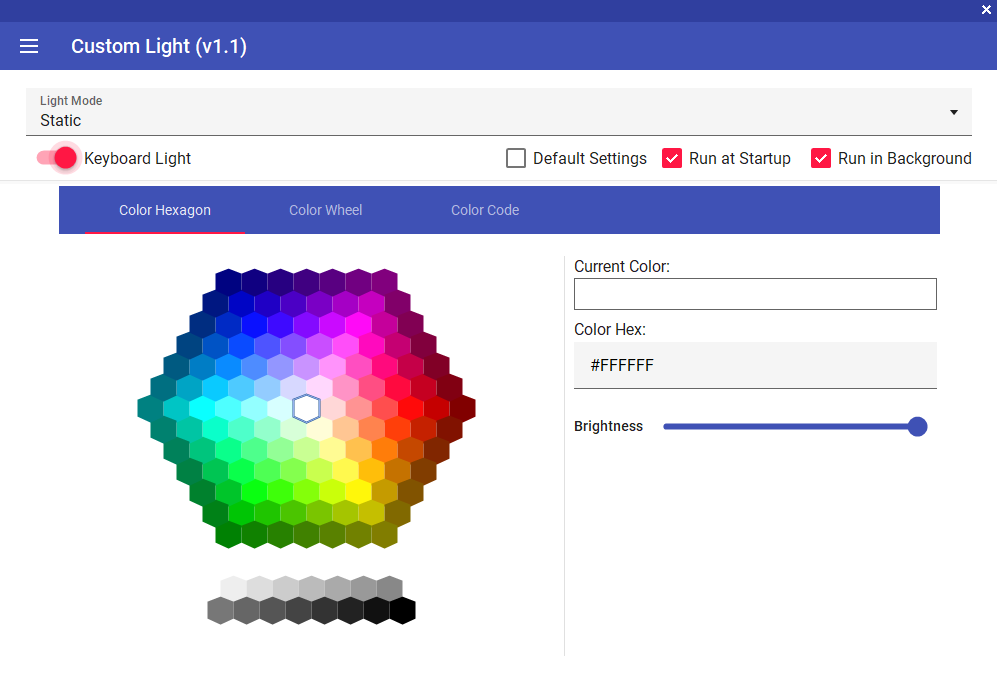 Custom Light (v1.1)
Light Mode
Static
Keyboard Light
Default Settings
Run at Startup
Run in Background
Color Hexagon
Color Wheel
Color Code
Current Color:
Color Hex:
#FFFFFF
Brightness